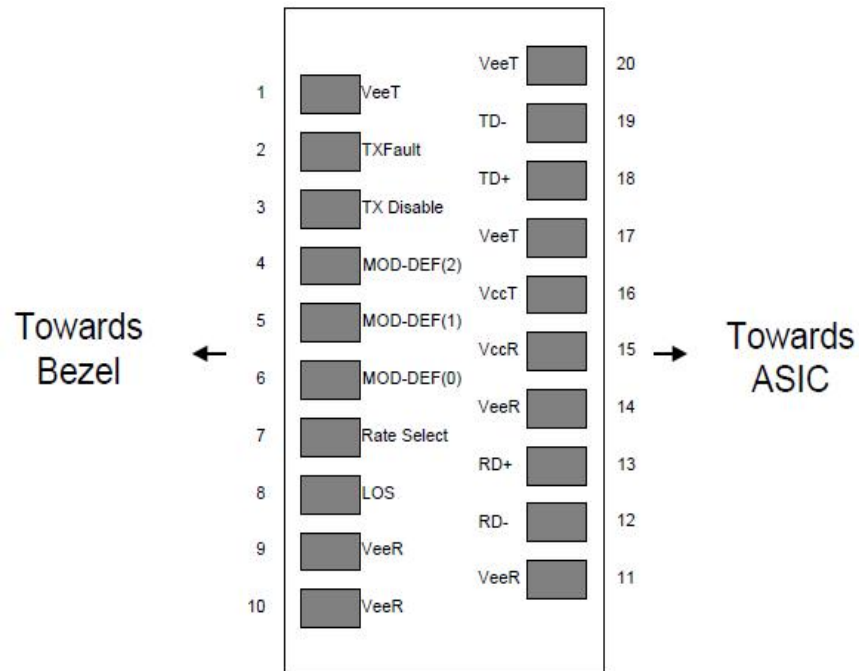 VeeT 20
1 VeeT
TD- 19
2 TXFault
TD+ 18
3 TX Disable
VeeT 17
4 MOD-DEF(2)
VccT 16
5 MOD-DEF(1)
Towards
Bezel
VccR 15
Towards
ASIC
6 MOD-DEF(0)
VeeR 14
7 Rate Select
RD+ 13
8 LOS
RD- 12
9 VeeR
VeeR 11
10 VeeR